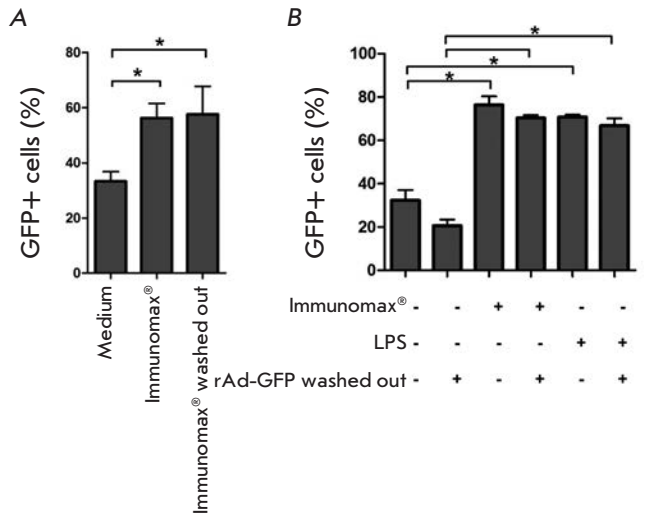 A
GFP+ cells (%)
80
60
40
20
0
*
*
Medium
Immunomax®
Immunomax® washed out
B
GFP+ cells (%)
100
80
60
40
20
0
*
*
*
*
Immunomax® - - + + - -
LPS - - - - + +
rAd-GFP washed out - + - + - +